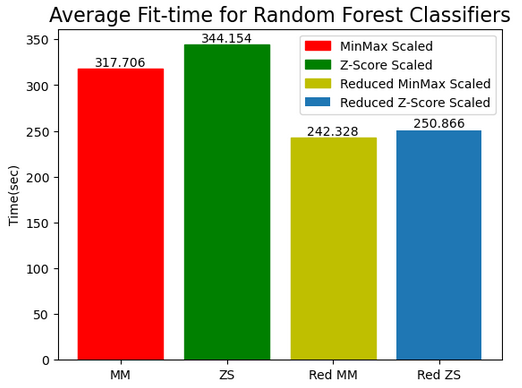 Average Fit-time for Random Forest Classifiers
350
300
250
200
150
100
50
0
Time(sec)
317.706
344.154
242.328
250.866
MinMax Scaled
Z-Score Scaled
Reduced MinMax Scaled
Reduced Z-Score Scaled
MM
ZS
Red MM
Red ZS